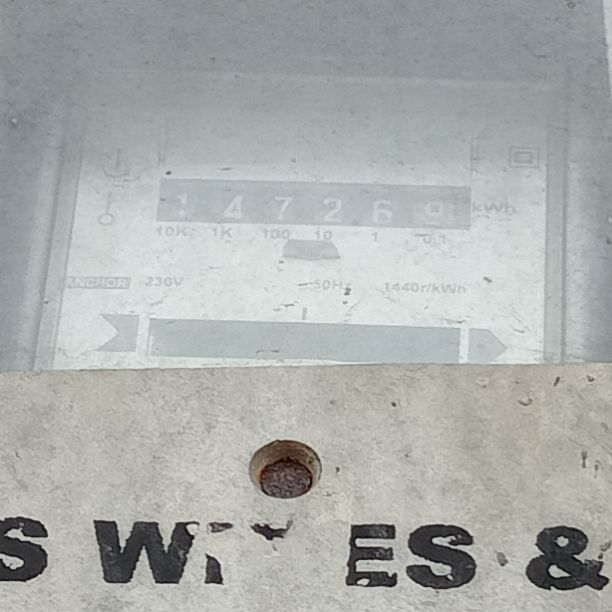 1 4 7 2 6 9 kWh
10K 1K 100 10 1 0.1
ANCHOR 230V ~50Hz 1440r/kWh
S W ES &